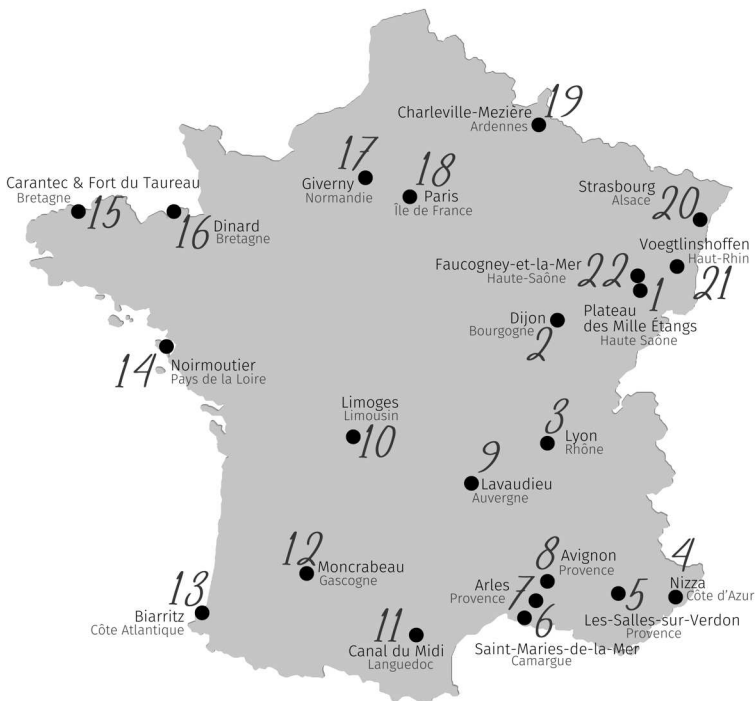 19
Charleville-Mezière
Ardennes
17
Giverny
Normandie
18
Paris
Île de France
Carantec & Fort du Taureau
Bretagne
15
16
Dinard
Bretagne
Strasbourg
Alsace
20
Voegtlinshoffen
Haut-Rhin
21
Faucogney-et-la-Mer
Haute-Saône
22
1
Plateau
des Mille Étangs
Haute Saône
Dijon
Bourgogne
2
14
Noirmoutier
Pays de la Loire
Limoges
Limousin
10
3
Lyon
Rhône
9
Lavaudieu
Auvergne
12
Moncrabeau
Gascogne
13
Biarritz
Côte Atlantique
11
Canal du Midi
Languedoc
8
Avignon
Provence
Arles
Provence
7
6
Saint-Maries-de-la-Mer
Camargue
5
Les-Salles-sur-Verdon
Provence
4
Nizza
Côte d'Azur